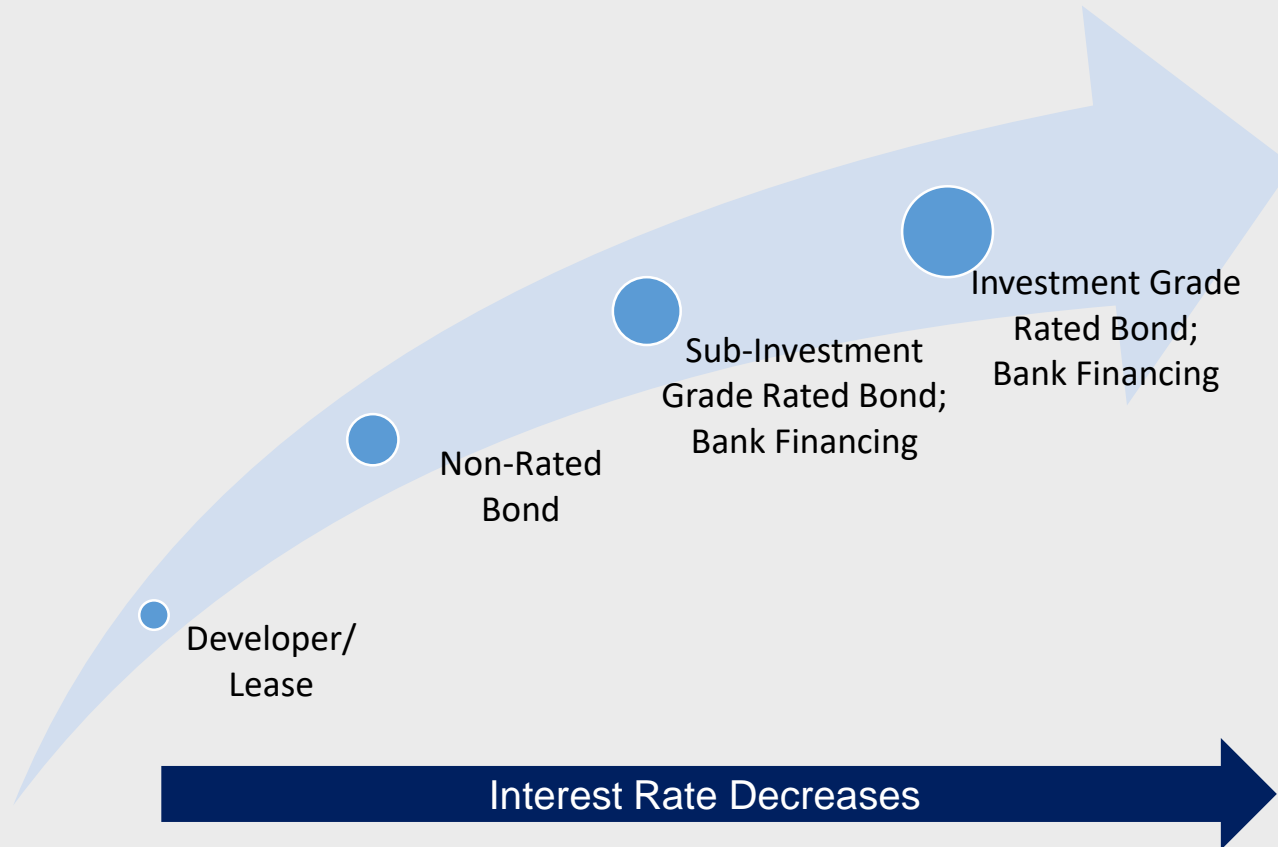 Developer/
Lease
Non-Rated
Bond
Sub-Investment
Grade Rated Bond;
Bank Financing
Investment Grade
Rated Bond;
Bank Financing
Interest Rate Decreases